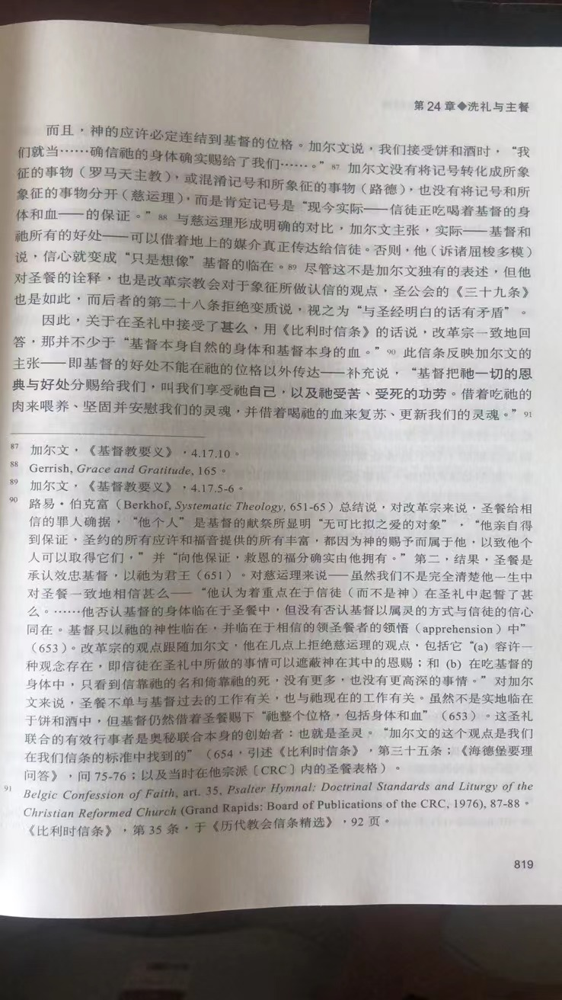 第 24 章◆洗礼与主餐
而且，神的应许必定连结到基督的位格。加尔文说，我们接受饼和酒时，“我
们就当……确信祂的身体确实赐给了我们……。”87 加尔文没有将记号转化成所象
征的事物（罗马天主教），或混淆记号和所象征的事物（路德），也没有将记号和所
象征的事物分开（慈运理），而是肯定记号是“现今实际——信徒正吃喝着基督的身
体和血——的保证。”88 与慈运理形成明确的对比，加尔文主张，实际——基督和
祂所有的好处——可以借着地上的媒介真正传达给信徒。否则，他（诉诸屈梭多模）
说，信心就变成“只是想像”基督的临在。89 尽管这不是加尔文独有的表述，但他
对圣餐的诠释，也是改革宗教会对于象征所做认信的观点，圣公会的《三十九条》
也是如此，而后者的第二十八条拒绝变质说，视之为“与圣经明白的话有矛盾”。
因此，关于在圣礼中接受了甚么，用《比利时信条》的话说，改革宗一致地回
答，那并不少于“基督本身自然的身体和基督本身的血。”90 此信条反映加尔文的
主张——即基督的好处不能在祂的位格以外传达——补充说，“基督把祂一切的恩
典与好处分赐给我们，叫我们享受祂自己，以及祂受苦、受死的功劳。借着吃祂的
肉来喂养、坚固并安慰我们的灵魂，并借着喝祂的血来复苏、更新我们的灵魂。”91
87 加尔文，《基督教要义》，4.17.10。
88 Gerrish, Grace and Gratitude, 165。
89 加尔文，《基督教要义》，4.17.5-6。
90 路易·伯克富（Berkhof, Systematic Theology, 651-65）总结说，对改革宗来说，圣餐给相
信的罪人确据，“他个人”是基督的献祭所显明“无可比拟之爱的对象”，“他亲自得
到保证，圣约的所有应许和福音提供的所有丰富，都因为神的赐予而属于他，以致他个
人可以取得它们，”并“向他保证，救恩的福分确实由他拥有。”第二，结果，圣餐是
承认效忠基督，以祂为君王（651）。对慈运理来说——虽然我们不是完全清楚他一生中
对圣餐一致地相信甚么——“他认为着重点在于信徒（而不是神）在圣礼中起誓了甚
么。……他否认基督的身体临在于圣餐中，但没有否认基督以属灵的方式与信徒的信心
同在。基督只以祂的神性临在，并临在于相信的领圣餐者的领悟（apprehension）中”
（653）。改革宗的观点跟随加尔文，他在几点上拒绝慈运理的观点，包括它“(a) 容许一
种观念存在，即信徒在圣礼中所做的事情可以遮蔽神在其中的恩赐；和 (b) 在吃基督的
身体中，只看到信靠祂的名和倚靠祂的死，没有更多，也没有更高深的事情。”对加尔
文来说，圣餐不单与基督过去的工作有关，也与祂现在的工作有关。虽然不是实地临在
于饼和酒中，但基督仍然借着圣餐赐下“祂整个位格，包括身体和血”（653）。这圣礼
联合的有效行事者是奥秘联合本身的创始者：也就是圣灵。“加尔文的这个观点是我们
在我们信条的标准中找到的”（654，引述《比利时信条》，第三十五条；《海德堡要理
问答》，问 75-76；以及当时在他宗派［CRC］内的圣餐表格）。
91 Belgic Confession of Faith, art. 35, Psalter Hymnal: Doctrinal Standards and Liturgy of the
Christian Reformed Church (Grand Rapids: Board of Publications of the CRC, 1976), 87-88。
《比利时信条》，第 35 条，于《历代教会信条精选》，92 页。
819